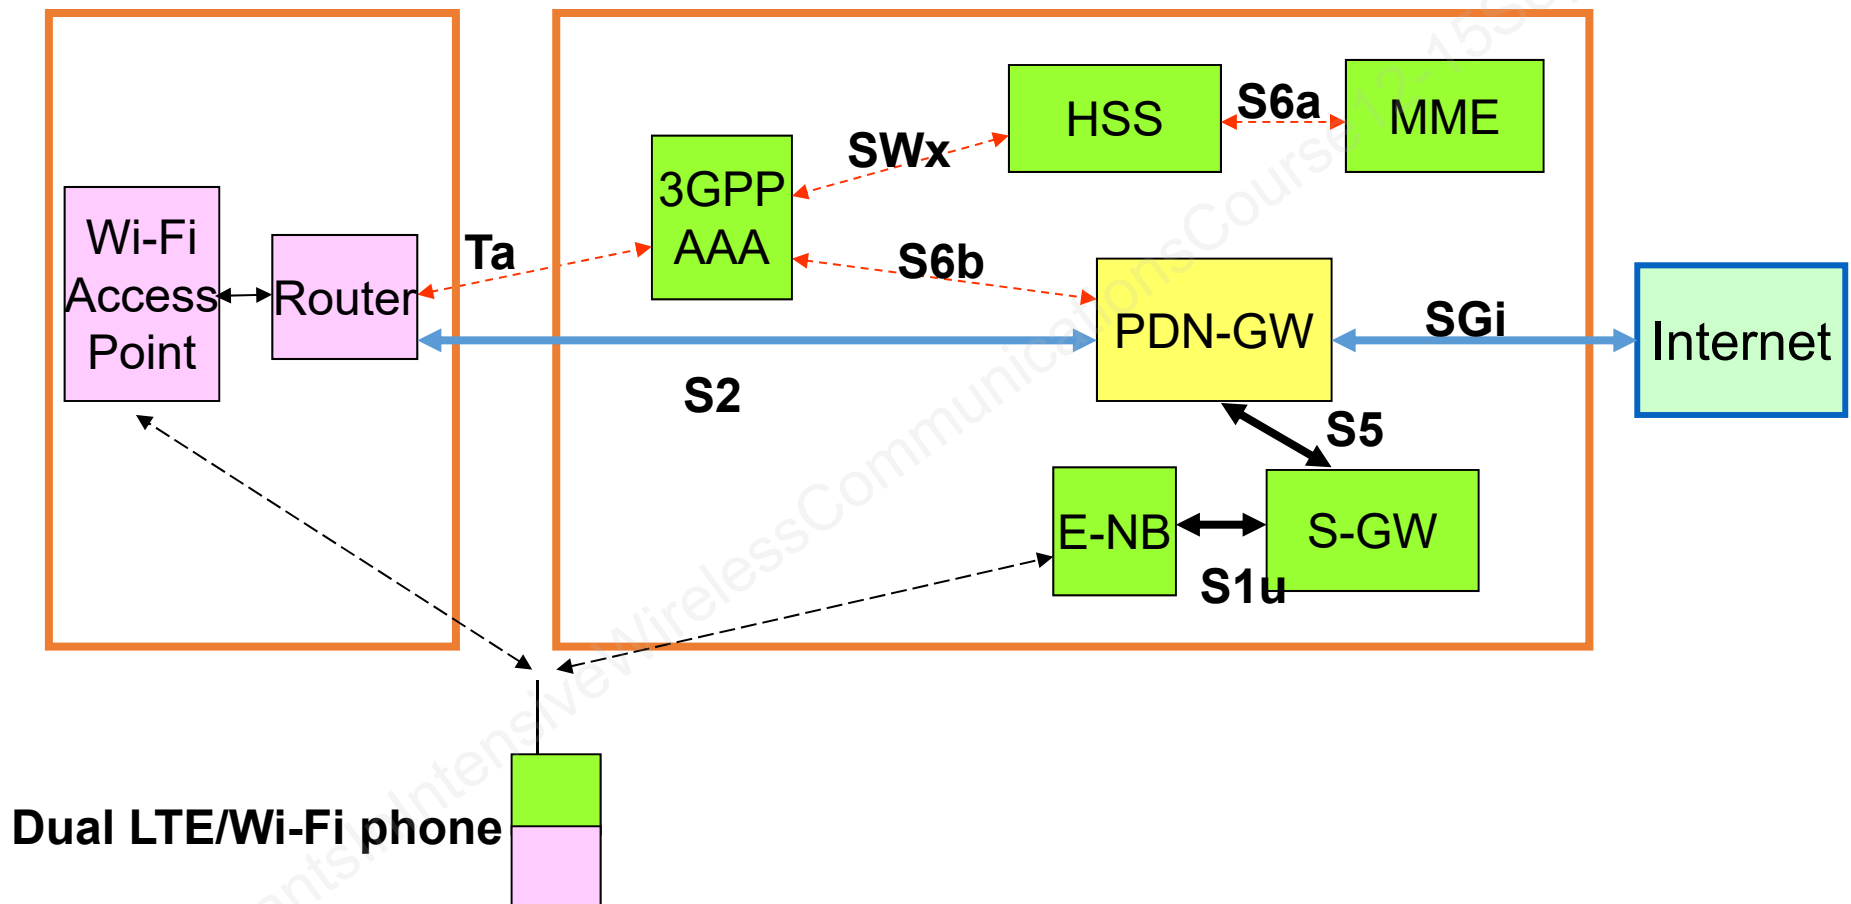 HSS
S6a
MME
SWx
3GPP
AAA
Wi-Fi
Access
Point
Router
Ta
S6b
PDN-GW
SGi
Internet
S2
S5
E-NB
S-GW
S1u
Dual LTE/Wi-Fi phone